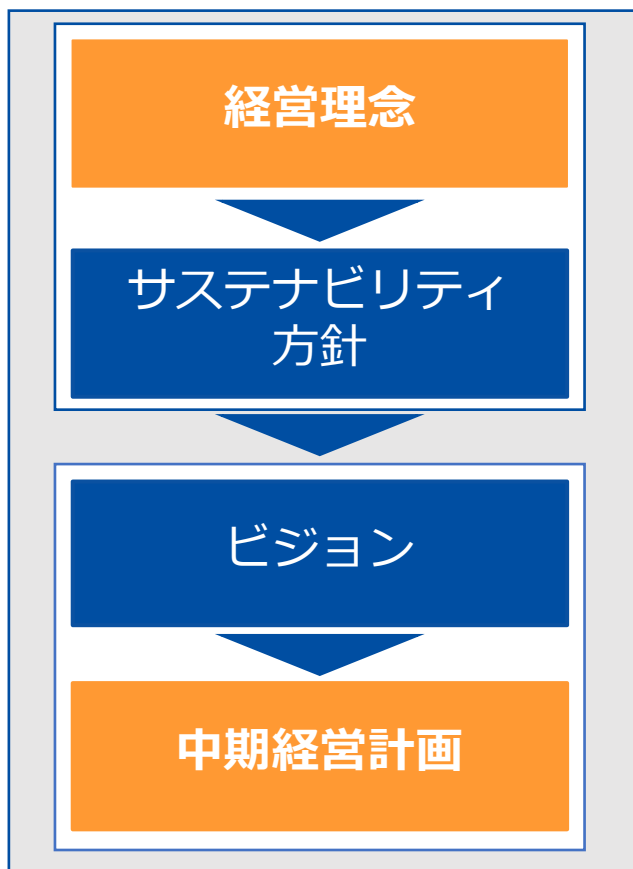 経営理念
サステナビリティ
方針
ビジョン
中期経営計画